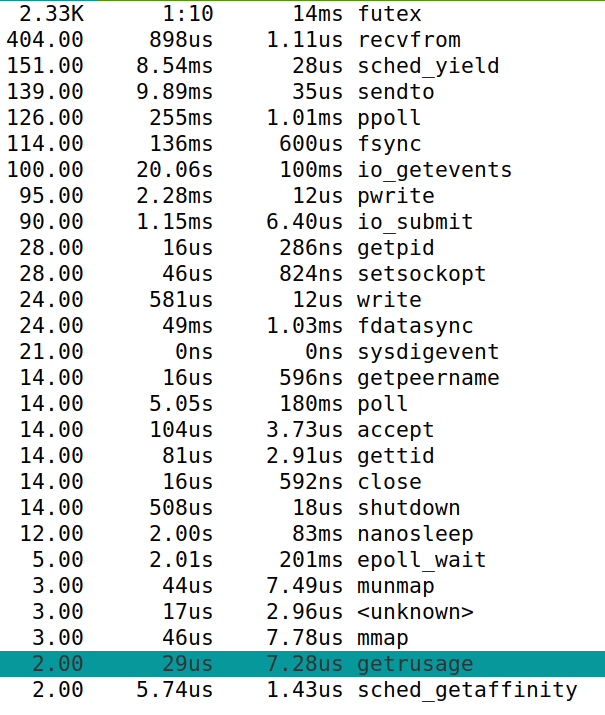 2.33K 1:10 14ms futex
404.00 898us 1.11us recvfrom
151.00 8.54ms 28us sched_yield
139.00 9.89ms 35us sendto
126.00 255ms 1.01ms ppoll
114.00 136ms 600us fsync
100.00 20.06s 100ms io_getevents
95.00 2.28ms 12us pwrite
90.00 1.15ms 6.40us io_submit
28.00 16us 286ns getpid
28.00 46us 824ns setsockopt
24.00 581us 12us write
24.00 49ms 1.03ms fdatasync
21.00 0ns 0ns sysdigevent
14.00 16us 596ns getpeername
14.00 5.05s 180ms poll
14.00 104us 3.73us accept
14.00 81us 2.91us gettid
14.00 16us 592ns close
14.00 508us 18us shutdown
12.00 2.00s 83ms nanosleep
5.00 2.01s 201ms epoll_wait
3.00 44us 7.49us munmap
3.00 17us 2.96us <unknown>
3.00 46us 7.78us mmap
2.00 29us 7.28us getrusage
2.00 5.74us 1.43us sched_getaffinity